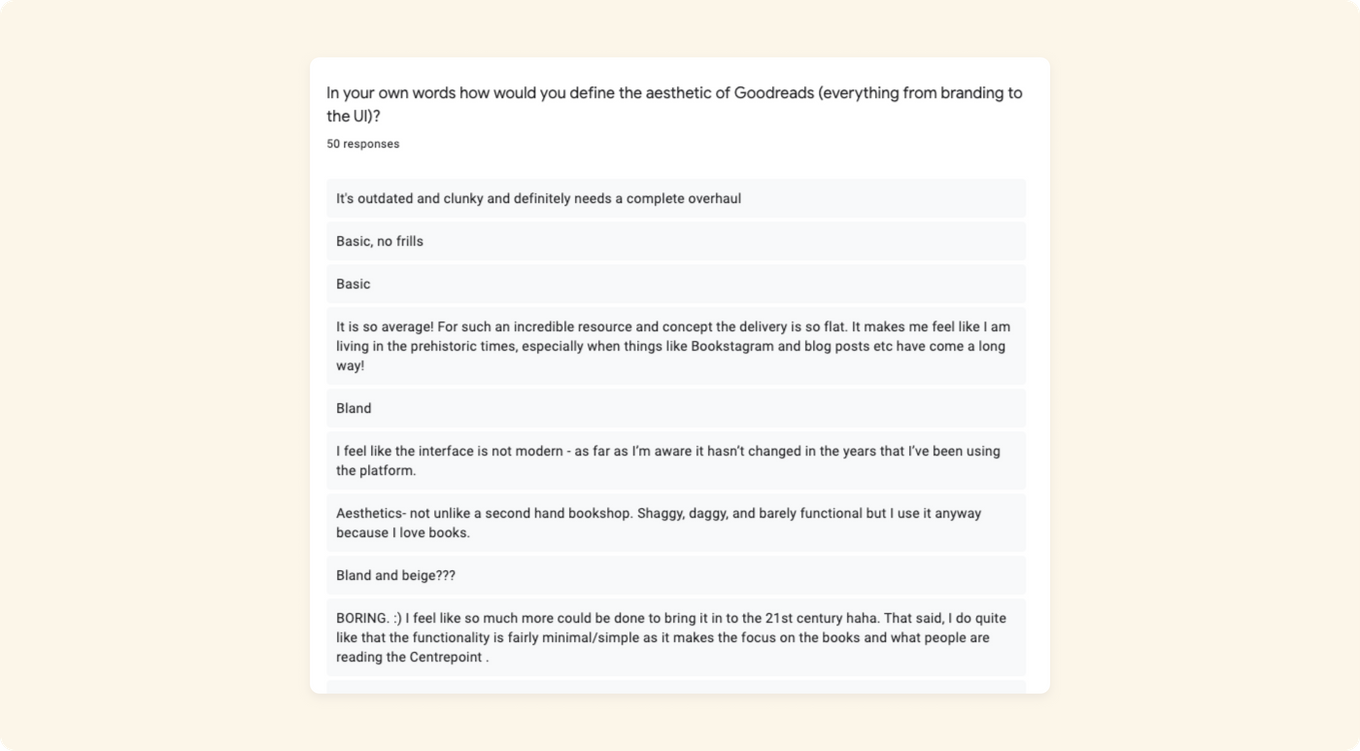 In your own words how would you define the aesthetic of Goodreads (everything from branding to
the UI)?
50 responses
It's outdated and clunky and definitely needs a complete overhaul
Basic, no frills
Basic
It is so average! For such an incredible resource and concept the delivery is so flat. It makes me feel like I am
living in the prehistoric times, especially when things like Bookstagram and blog posts etc have come a long
way!
Bland
I feel like the interface is not modern - as far as I’m aware it hasn’t changed in the years that I’ve been using
the platform.
Aesthetics- not unlike a second hand bookshop. Shaggy, daggy, and barely functional but I use it anyway
because I love books.
Bland and beige???
BORING. :) I feel like so much more could be done to bring it in to the 21st century haha. That said, I do quite
like that the functionality is fairly minimal/simple as it makes the focus on the books and what people are
reading the Centrepoint .